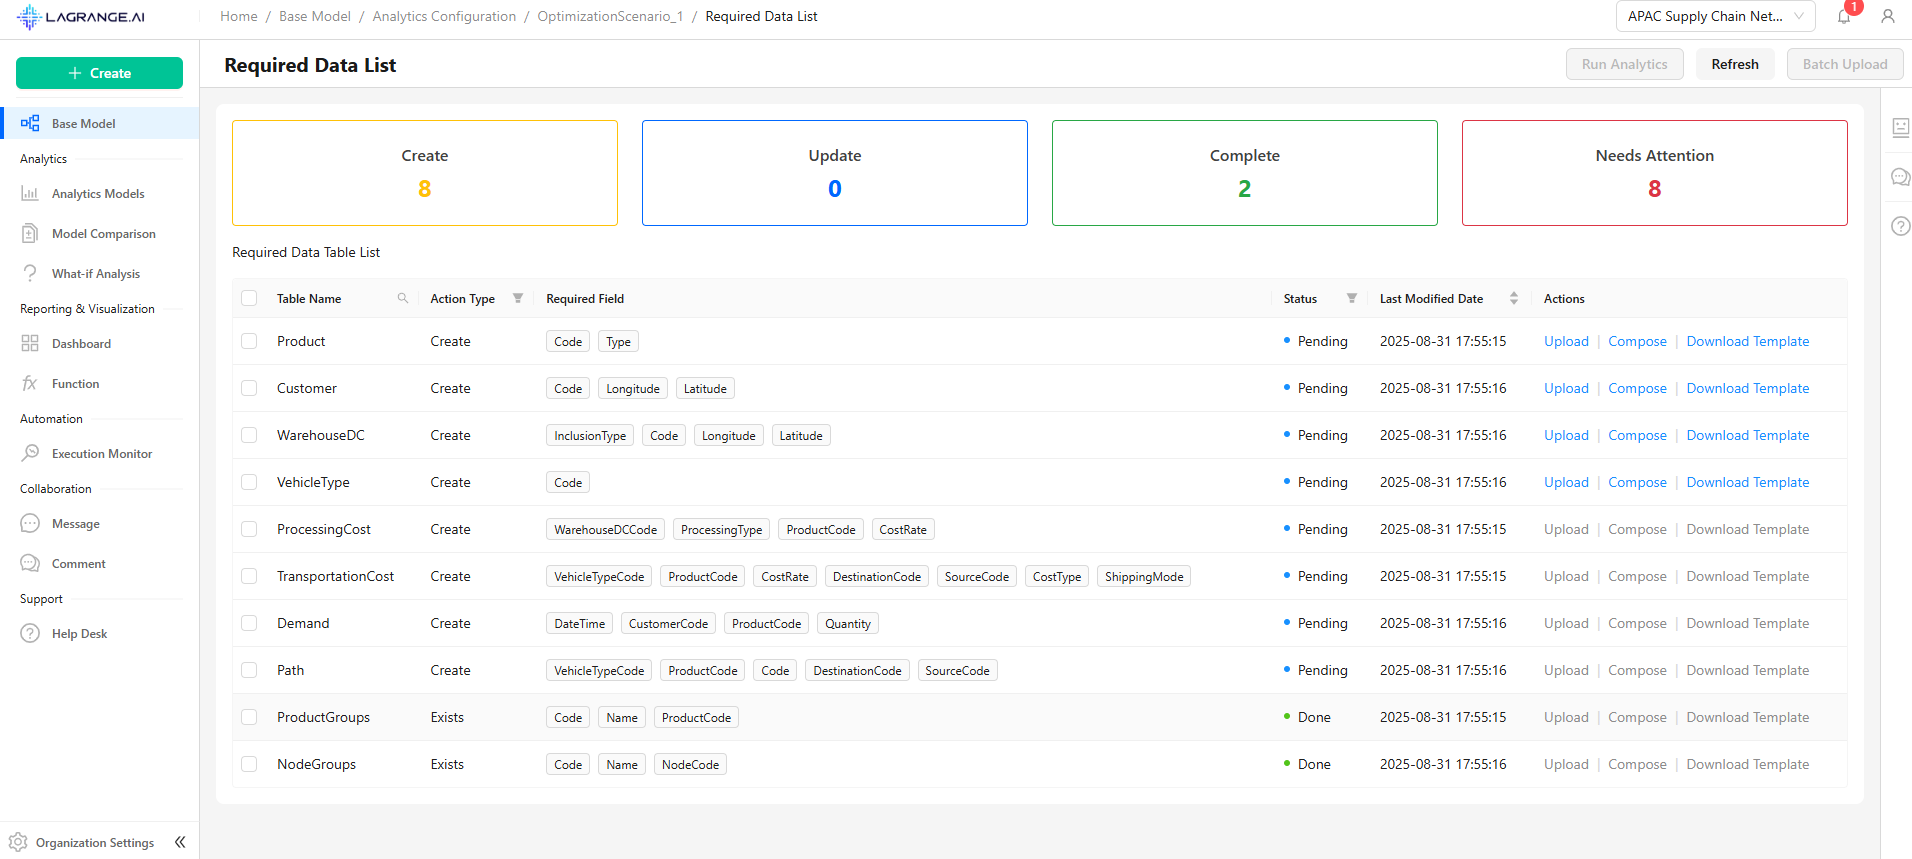 LAGRANGE.AI
Home / Base Model / Analytics Configuration / OptimizationScenario_1 / Required Data List
APAC Supply Chain Net...
1
Create
Required Data List
Run Analytics
Refresh
Batch Upload
Base Model
Analytics
Analytics Models
Model Comparison
What-if Analysis
Reporting & Visualization
Dashboard
Function
Automation
Execution Monitor
Collaboration
Message
Comment
Support
Help Desk
Organization Settings
Create
8
Update
0
Complete
2
Needs Attention
8
Required Data Table List
Table Name Action Type Required Field Status Last Modified Date Actions
Product Create Code Type Pending 2025-08-31 17:55:15 Upload | Compose | Download Template
Customer Create Code Longitude Latitude Pending 2025-08-31 17:55:16 Upload | Compose | Download Template
WarehouseDC Create InclusionType Code Longitude Latitude Pending 2025-08-31 17:55:16 Upload | Compose | Download Template
VehicleType Create Code Pending 2025-08-31 17:55:16 Upload | Compose | Download Template
ProcessingCost Create WarehouseDCCode ProcessingType ProductCode CostRate Pending 2025-08-31 17:55:15 Upload | Compose | Download Template
TransportationCost Create VehicleTypeCode ProductCode CostRate DestinationCode SourceCode CostType ShippingMode Pending 2025-08-31 17:55:15 Upload | Compose | Download Template
Demand Create DateTime CustomerCode ProductCode Quantity Pending 2025-08-31 17:55:16 Upload | Compose | Download Template
Path Create VehicleTypeCode ProductCode Code DestinationCode SourceCode Pending 2025-08-31 17:55:16 Upload | Compose | Download Template
ProductGroups Exists Code Name ProductCode Done 2025-08-31 17:55:15 Upload | Compose | Download Template
NodeGroups Exists Code Name NodeCode Done 2025-08-31 17:55:16 Upload | Compose | Download Template